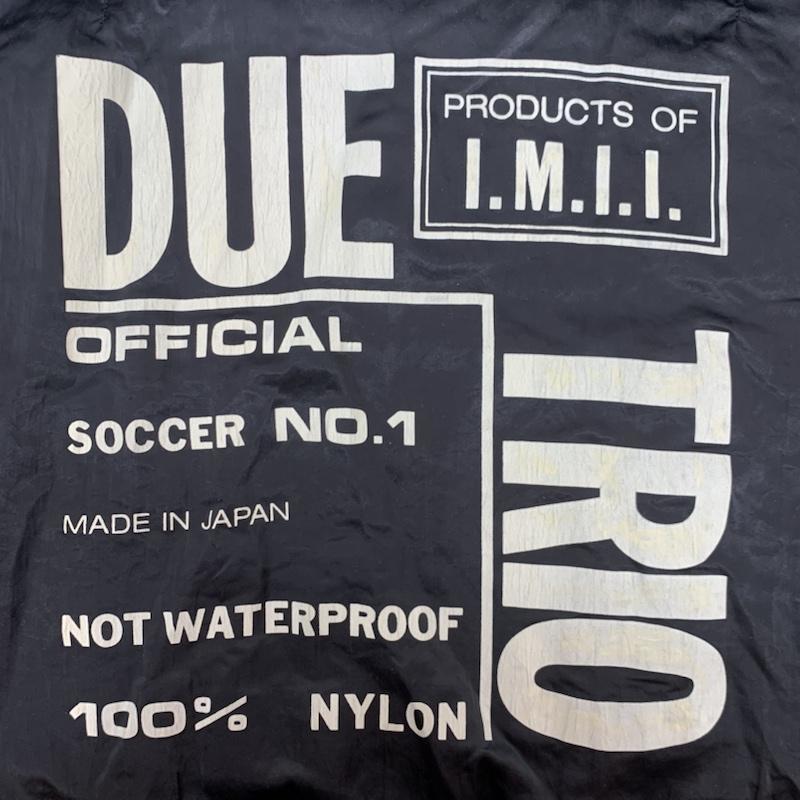 DUE
PRODUCTS OF
I.M.I.I.
OFFICIAL
SOCCER NO.1
MADE IN JAPAN
NOT WATERPROOF
100% NYLON
TRIO